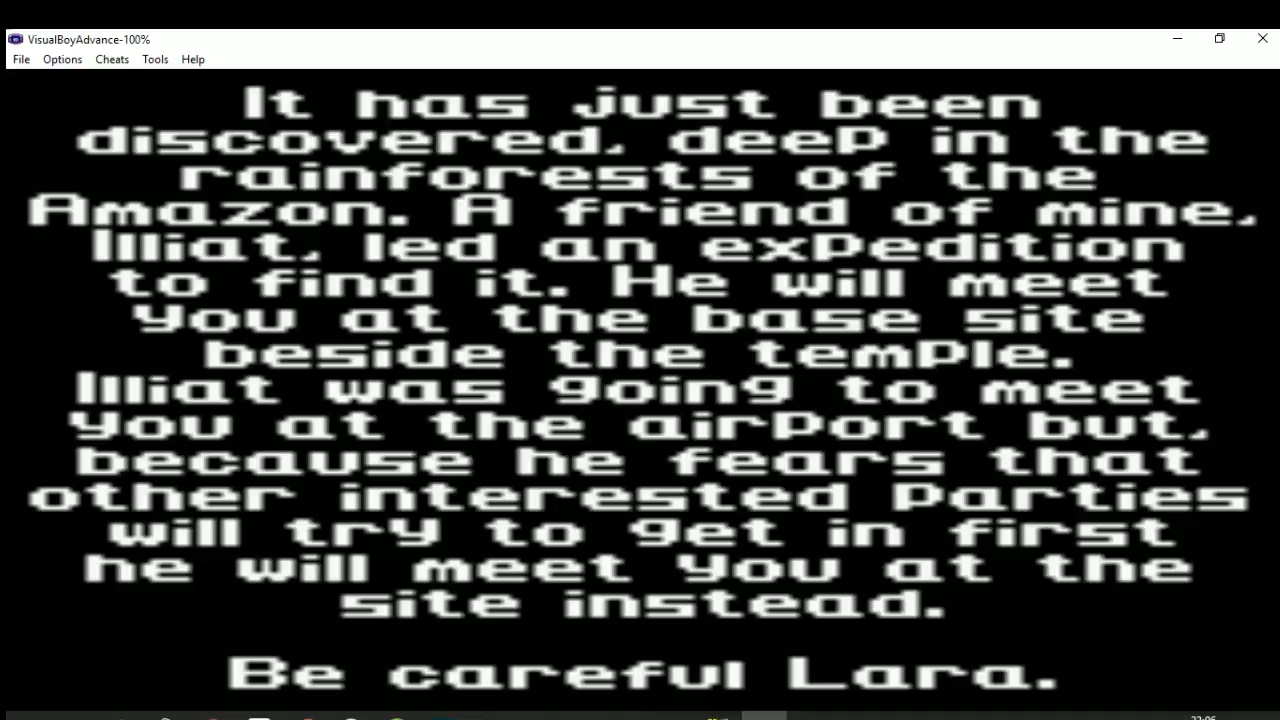 VisualBoyAdvance-100%
File Options Cheats Tools Help
It has just been
discovered, deep in the
rainforests of the
Amazon. A friend of mine,
Illiat, led an expedition
to find it. He will meet
you at the base site
beside the temple.
Illiat was going to meet
you at the airport but,
because he fears that
other interested parties
will try to get in first
he will meet you at the
site instead.
Be careful Lara.